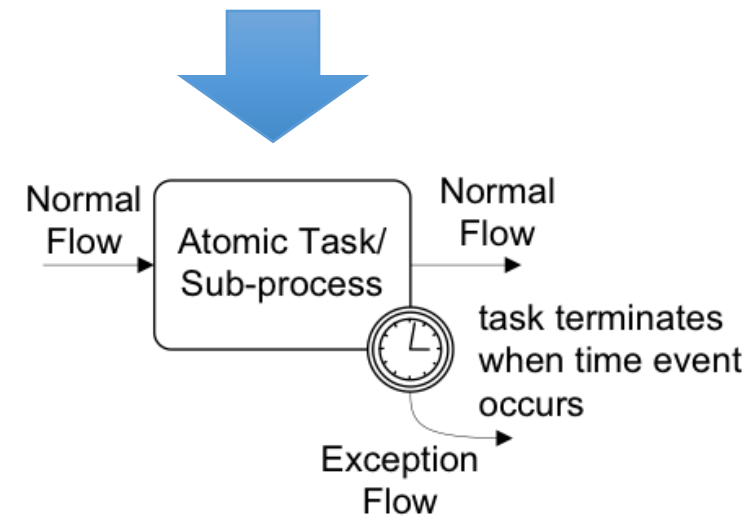 Normal
Flow
Atomic Task/
Sub-process
Normal
Flow
task terminates
when time event
occurs
Exception
Flow